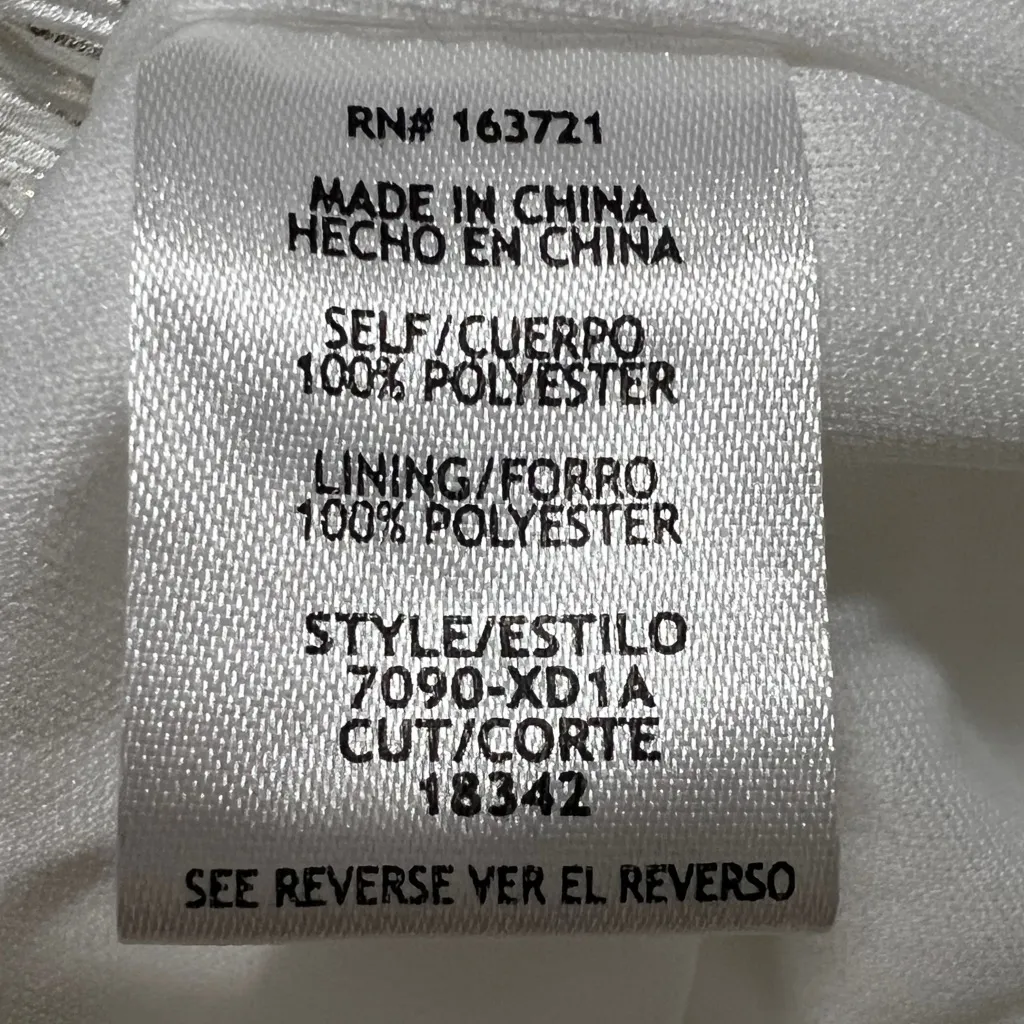 RN# 163721
MADE IN CHINA
HECHO EN CHINA
SELF/CUERPO
100% POLYESTER
LINING/FORRO
100% POLYESTER
STYLE/ESTILO
7090-XD1A
CUT/CORTE
18342
SEE REVERSE VER EL REVERSO